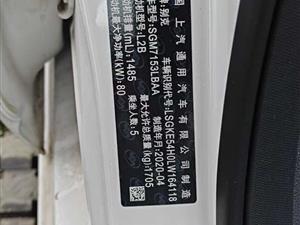 国 上汽通用汽车有限公司 制造
品牌:别克 制造年月:2020-04
车辆识别代号:LSGKE54H0LW164118
车型号:SGM7153LBAA 乘坐人数:5
发动机型号:L2B 最大允许总质量(kg):1705
发动机排量(mL):1485
发动机最大净功率(kW):80